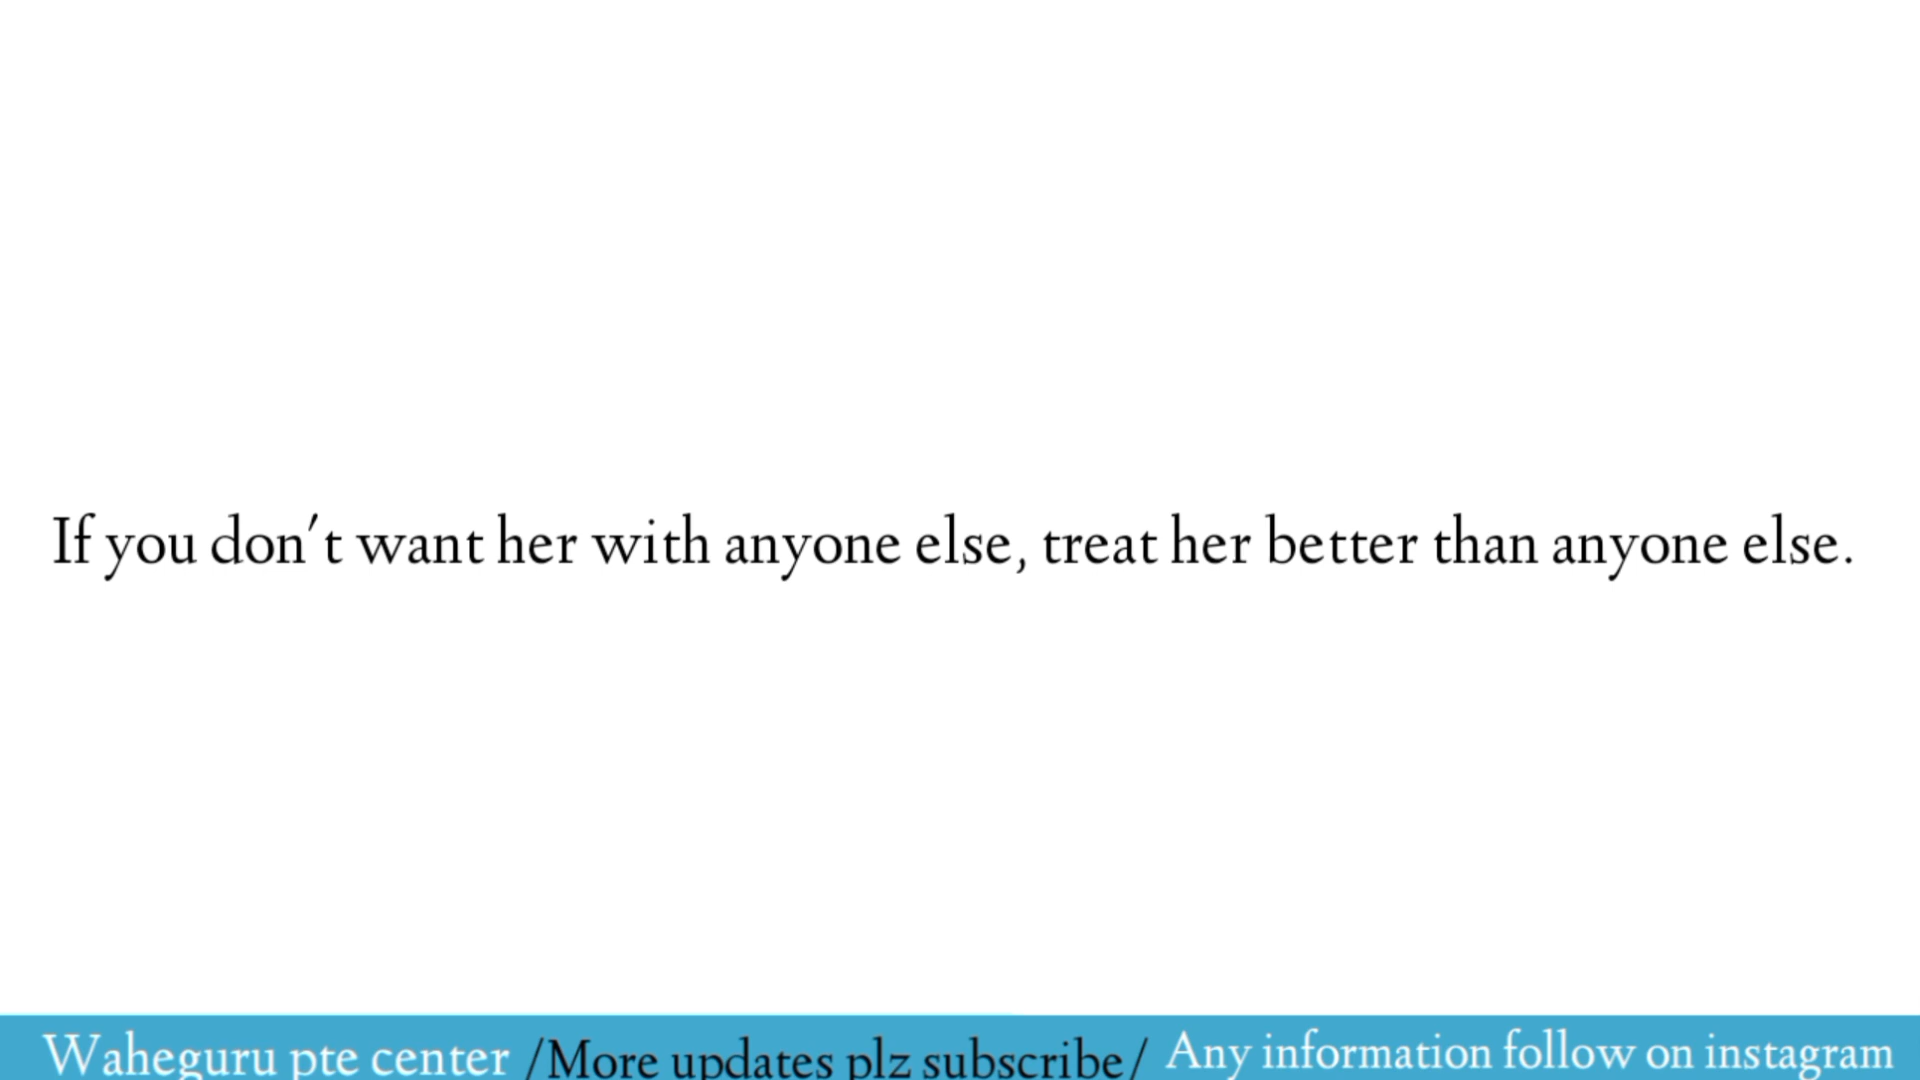 If you don't want her with anyone else, treat her better than anyone else.
Waheguru pte center /More updates plz subscribe/ Any information follow on instagram